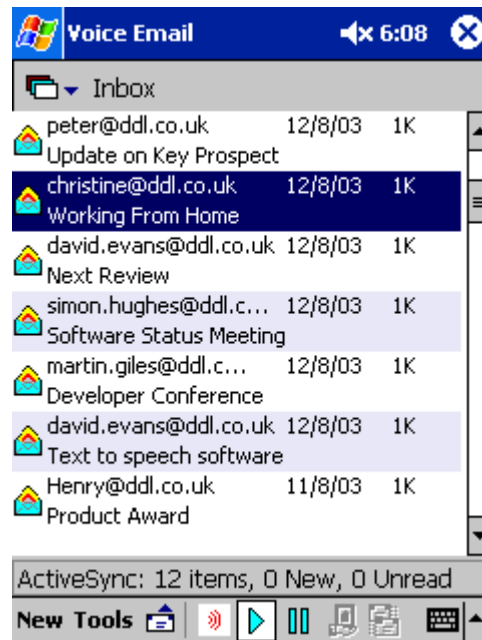 Voice Email 6:08
Inbox
peter@ddl.co.uk 12/8/03 1K
Update on Key Prospect
christine@ddl.co.uk 12/8/03 1K
Working From Home
david.evans@ddl.co.uk 12/8/03 1K
Next Review
simon.hughes@ddl.c... 12/8/03 1K
Software Status Meeting
martin.giles@ddl.c... 12/8/03 1K
Developer Conference
david.evans@ddl.co.uk 12/8/03 1K
Text to speech software
Henry@ddl.co.uk 11/8/03 1K
Product Award
ActiveSync: 12 items, 0 New, 0 Unread
New Tools